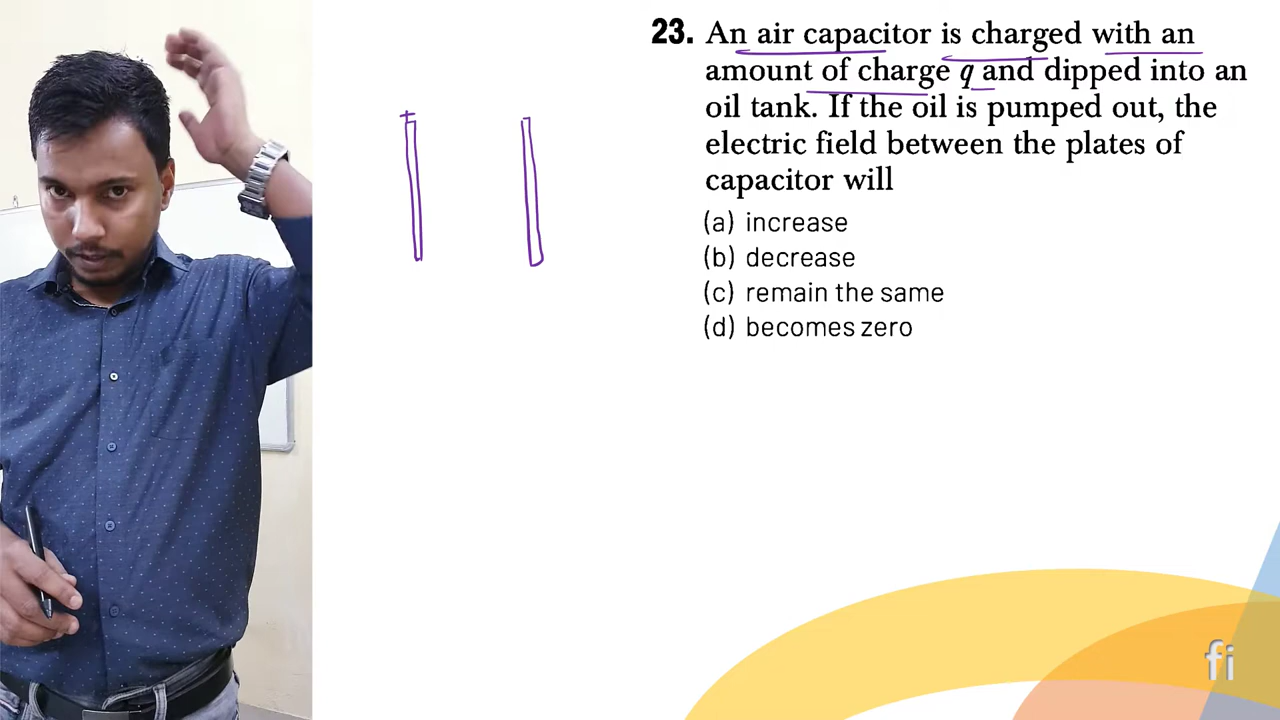 23. An air capacitor is charged with an
amount of charge q and dipped into an
oil tank. If the oil is pumped out, the
electric field between the plates of
capacitor will
(a) increase
(b) decrease
(c) remain the same
(d) becomes zero
+
fi